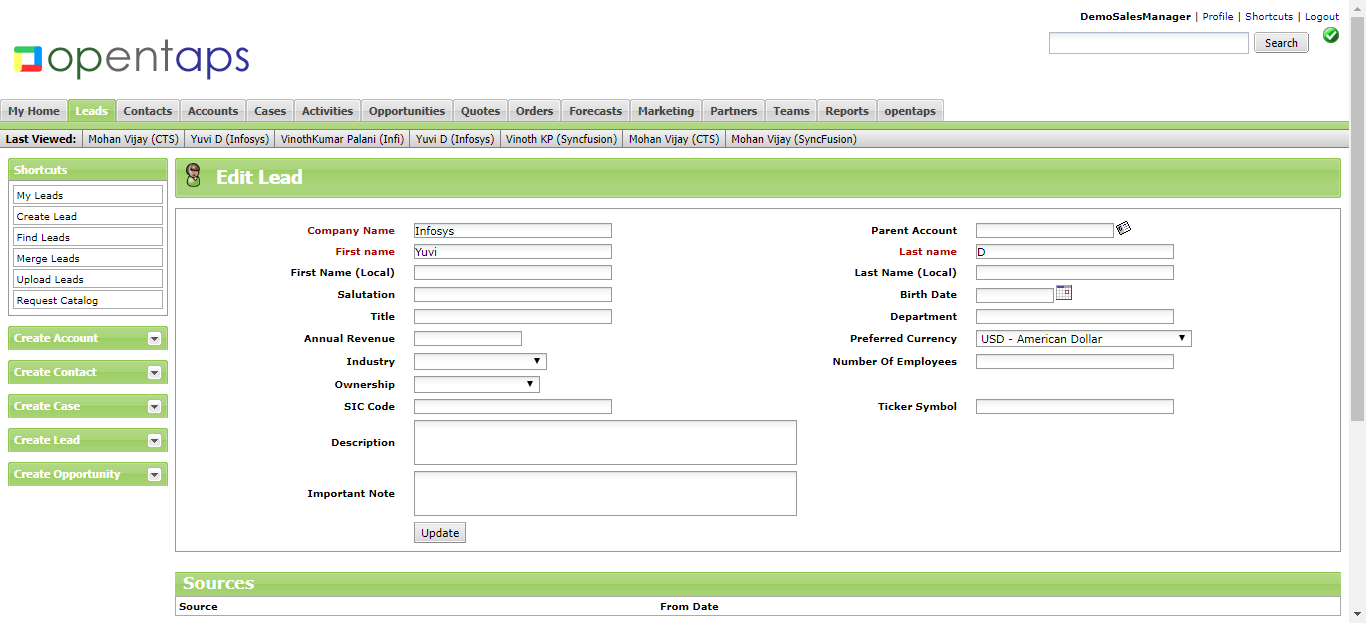 DemoSalesManager | Profile | Shortcuts | Logout
opentaps
Search
My Home Leads Contacts Accounts Cases Activities Opportunities Quotes Orders Forecasts Marketing Partners Teams Reports opentaps
Last Viewed: Mohan Vijay (CTS) Yuvi D (Infosys) VinothKumar Palani (Infi) Yuvi D (Infosys) Vinoth KP (Syncfusion) Mohan Vijay (CTS) Mohan Vijay (SyncFusion)
Shortcuts
My Leads
Create Lead
Find Leads
Merge Leads
Upload Leads
Request Catalog
Create Account
Create Contact
Create Case
Create Lead
Create Opportunity
Edit Lead
Company Name Infosys Parent Account
First name Yuvi Last name D
First Name (Local) Last Name (Local)
Salutation Birth Date
Title Department
Annual Revenue Preferred Currency USD - American Dollar
Industry Number Of Employees
Ownership
SIC Code Ticker Symbol
Description
Important Note
Update
Sources
Source From Date